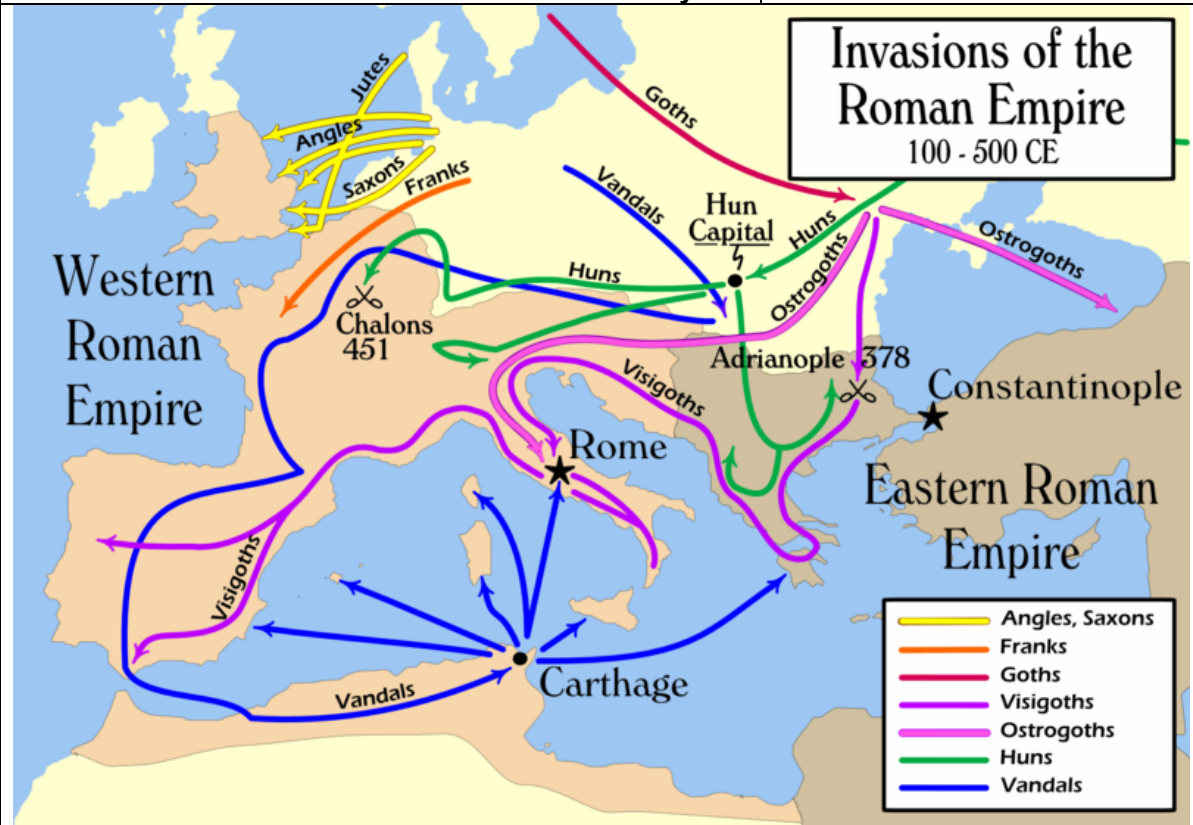 Invasions of the
Roman Empire
100 - 500 CE
Jutes
Angles
Saxons
Franks
Goths
Vandals
Hun
Capital
Huns
Ostrogoths
Ostrogoths
Huns
Western
Roman
Empire
Chalons
451
Adrianople 378
Visigoths
Constantinople
Rome
Eastern Roman
Empire
Visigoths
Carthage
Vandals
Angles, Saxons
Franks
Goths
Visigoths
Ostrogoths
Huns
Vandals